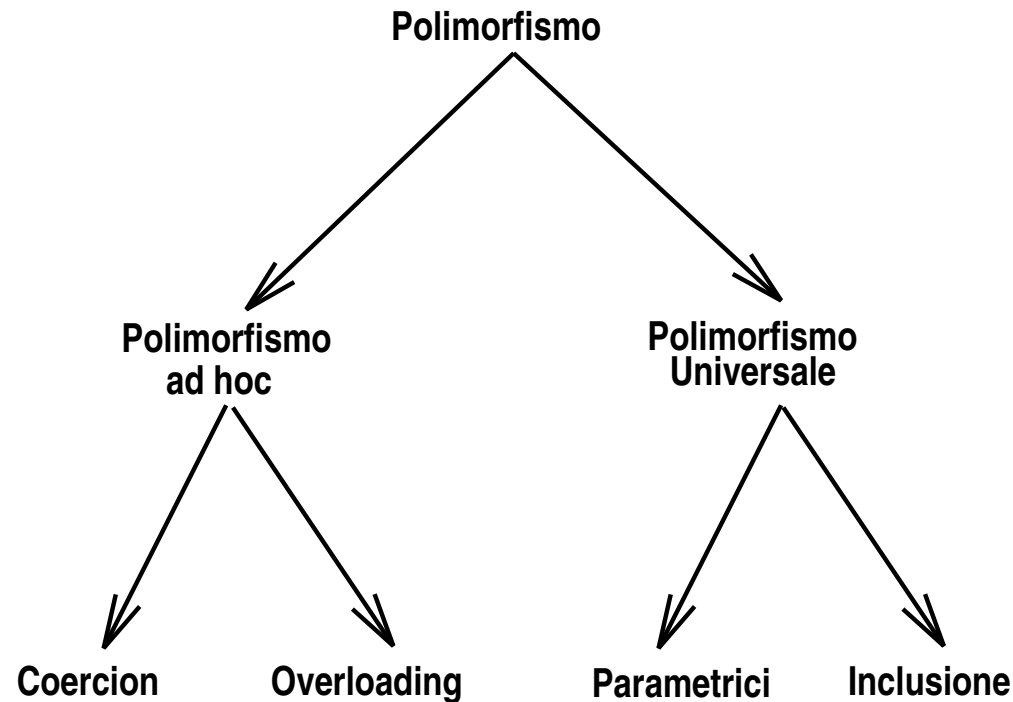 Polimorfismo
Polimorfismo
ad hoc
Polimorfismo
Universale
Coercion
Overloading
Parametrici
Inclusione